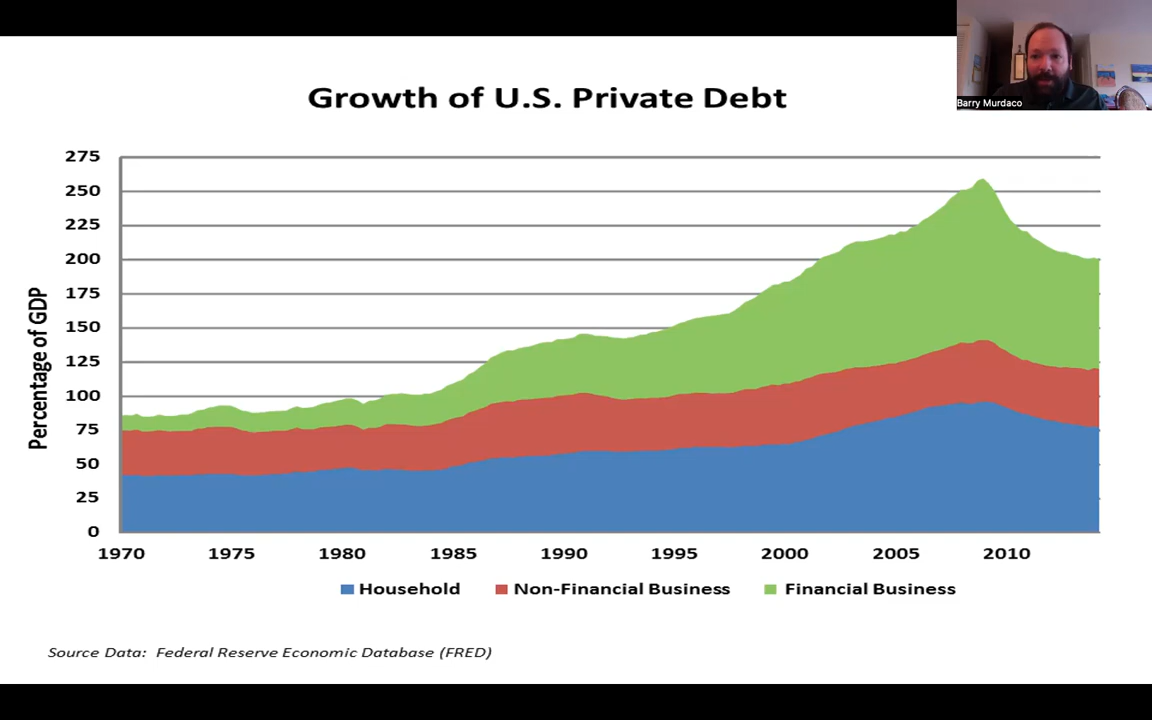 Barry Murdaco
Growth of U.S. Private Debt
Percentage of GDP
275
250
225
200
175
150
125
100
75
50
25
0
1970 1975 1980 1985 1990 1995 2000 2005 2010
Household Non-Financial Business Financial Business
Source Data: Federal Reserve Economic Database (FRED)